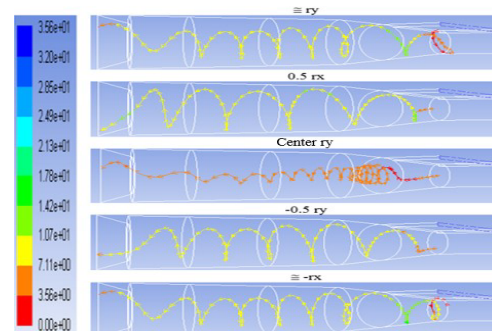 ≅ ry
3.56e+01
3.20e+01
2.85e+01
2.49e+01
2.13e+01
1.78e+01
1.42e+01
1.07e+01
7.11e+00
3.56e+00
0.00e+00
0.5 rx
Center ry
-0.5 ry
≅ -rx